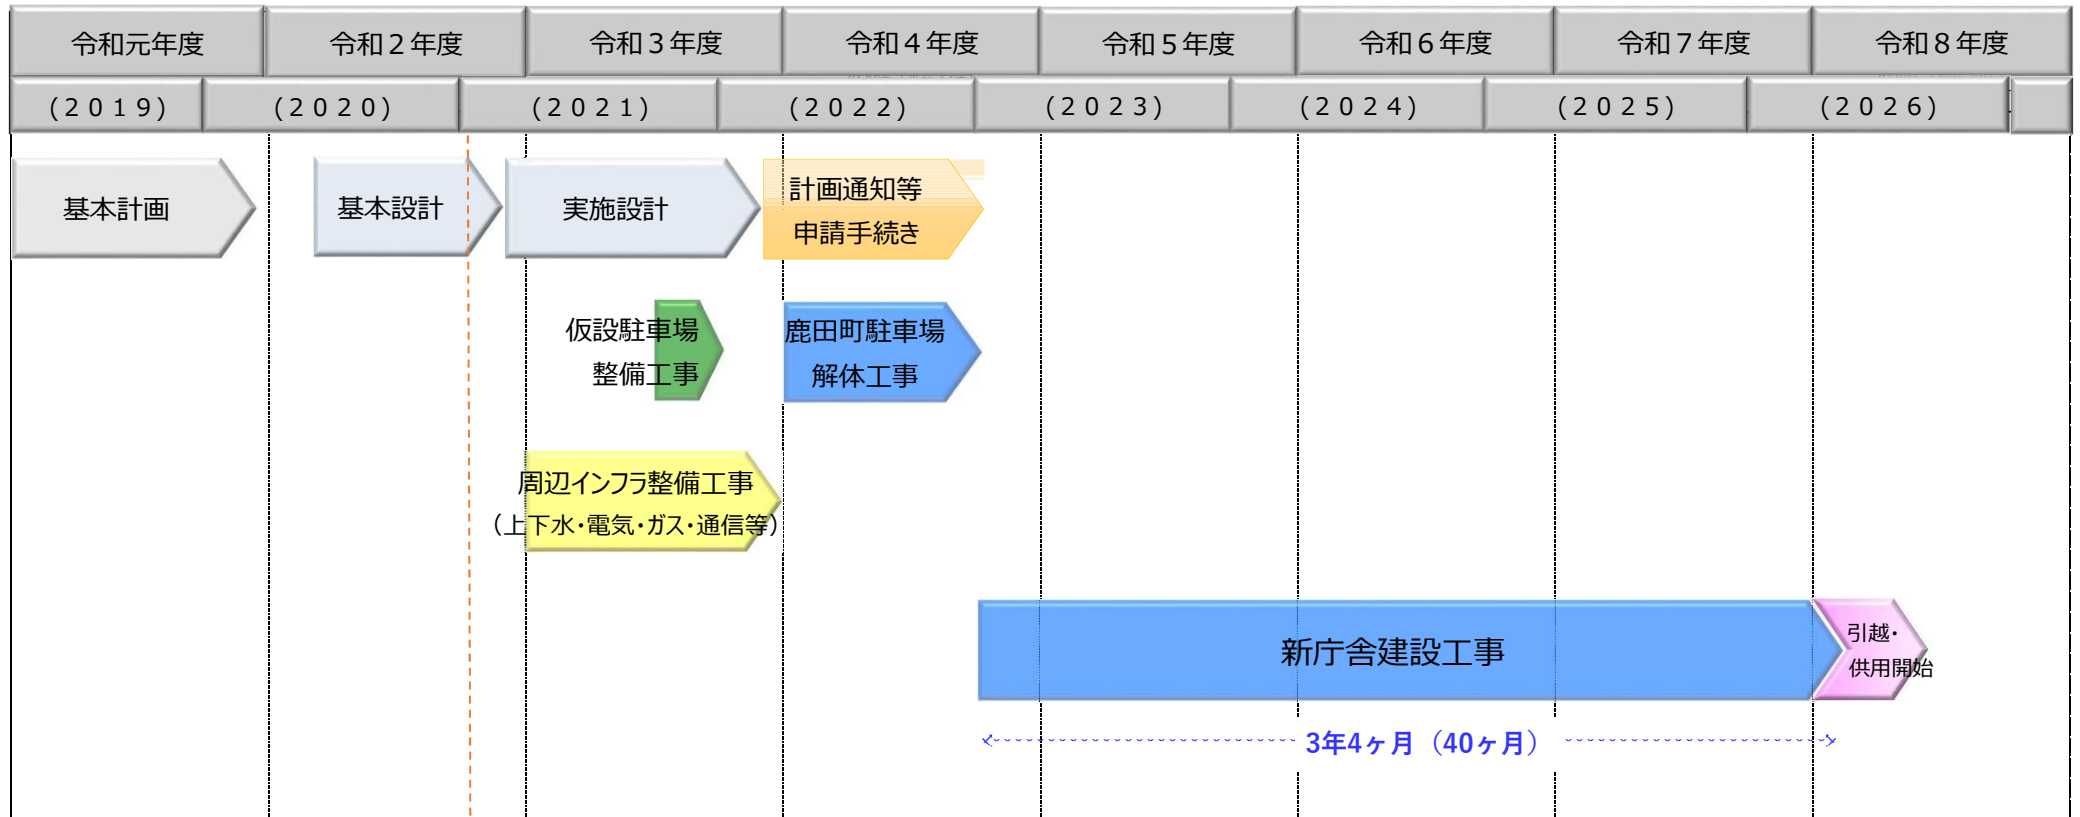 令和元年度
令和２年度
令和３年度
令和４年度
令和５年度
令和６年度
令和７年度
令和８年度
(２０１９)
(２０２０)
(２０２１)
(２０２２)
(２０２３)
(２０２４)
(２０２５)
(２０２６)
基本計画
基本設計
実施設計
計画通知等
申請手続き
仮設駐車場
整備工事
鹿田町駐車場
解体工事
周辺インフラ整備工事
（上下水・電気・ガス・通信等）
新庁舎建設工事
引越・
供用開始
3年4ヶ月（40ヶ月）